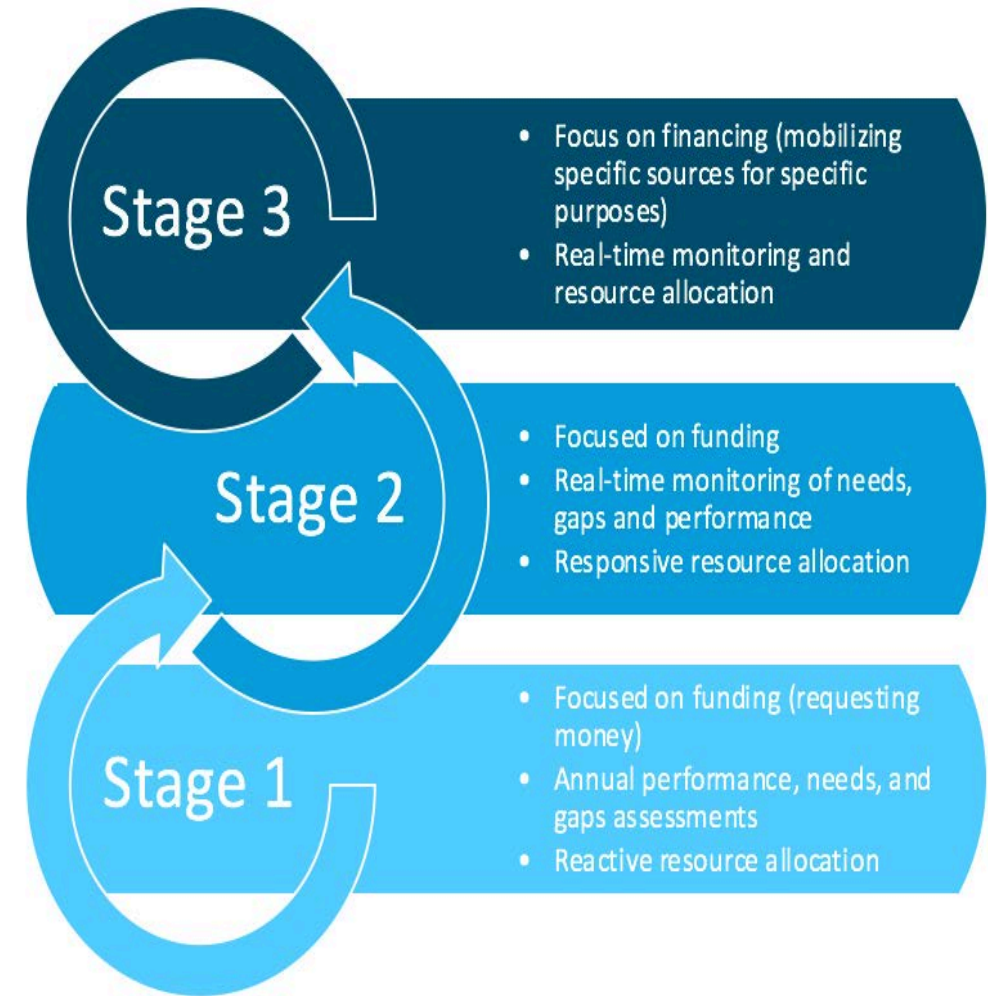 Stage 3
• Focus on financing (mobilizing
specific sources for specific
purposes)
• Real-time monitoring and
resource allocation
Stage 2
• Focused on funding
• Real-time monitoring of needs,
gaps and performance
• Responsive resource allocation
Stage 1
• Focused on funding (requesting
money)
• Annual performance, needs, and
gaps assessments
• Reactive resource allocation